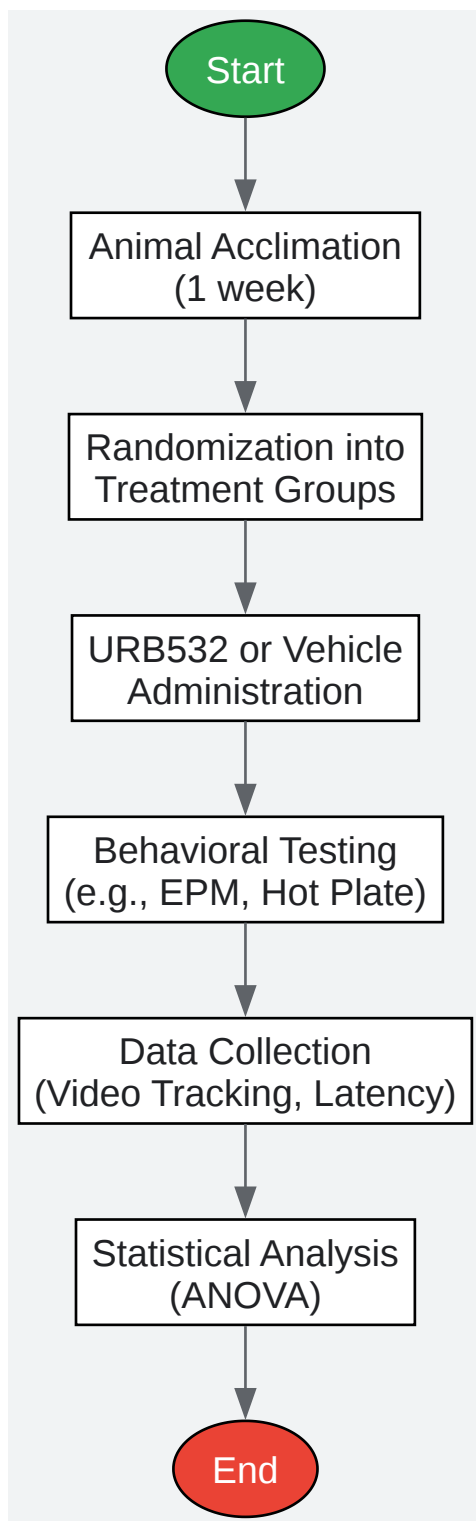 Start
Animal Acclimation
(1 week)
Randomization into
Treatment Groups
URB532 or Vehicle
Administration
Behavioral Testing
(e.g., EPM, Hot Plate)
Data Collection
(Video Tracking, Latency)
Statistical Analysis
(ANOVA)
End